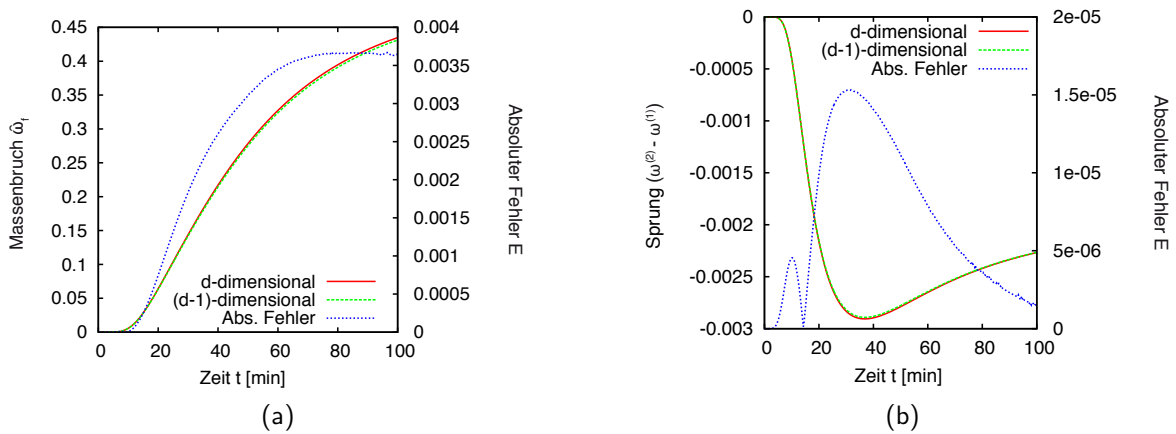 0.45
0.4
0.35
0.3
0.25
0.2
0.15
0.1
0.05
0
Massenbruch ω̂f
0.004
0.0035
0.003
0.0025
0.002
0.0015
0.001
0.0005
0
Absoluter Fehler E
d-dimensional
(d-1)-dimensional
Abs. Fehler
0 20 40 60 80 100
Zeit t [min]
(a)
0
-0.0005
-0.001
-0.0015
-0.002
-0.0025
-0.003
Sprung (ω(2) - ω(1))
2e-05
1.5e-05
1e-05
5e-06
0
Absoluter Fehler E
d-dimensional
(d-1)-dimensional
Abs. Fehler
0 20 40 60 80 100
Zeit t [min]
(b)